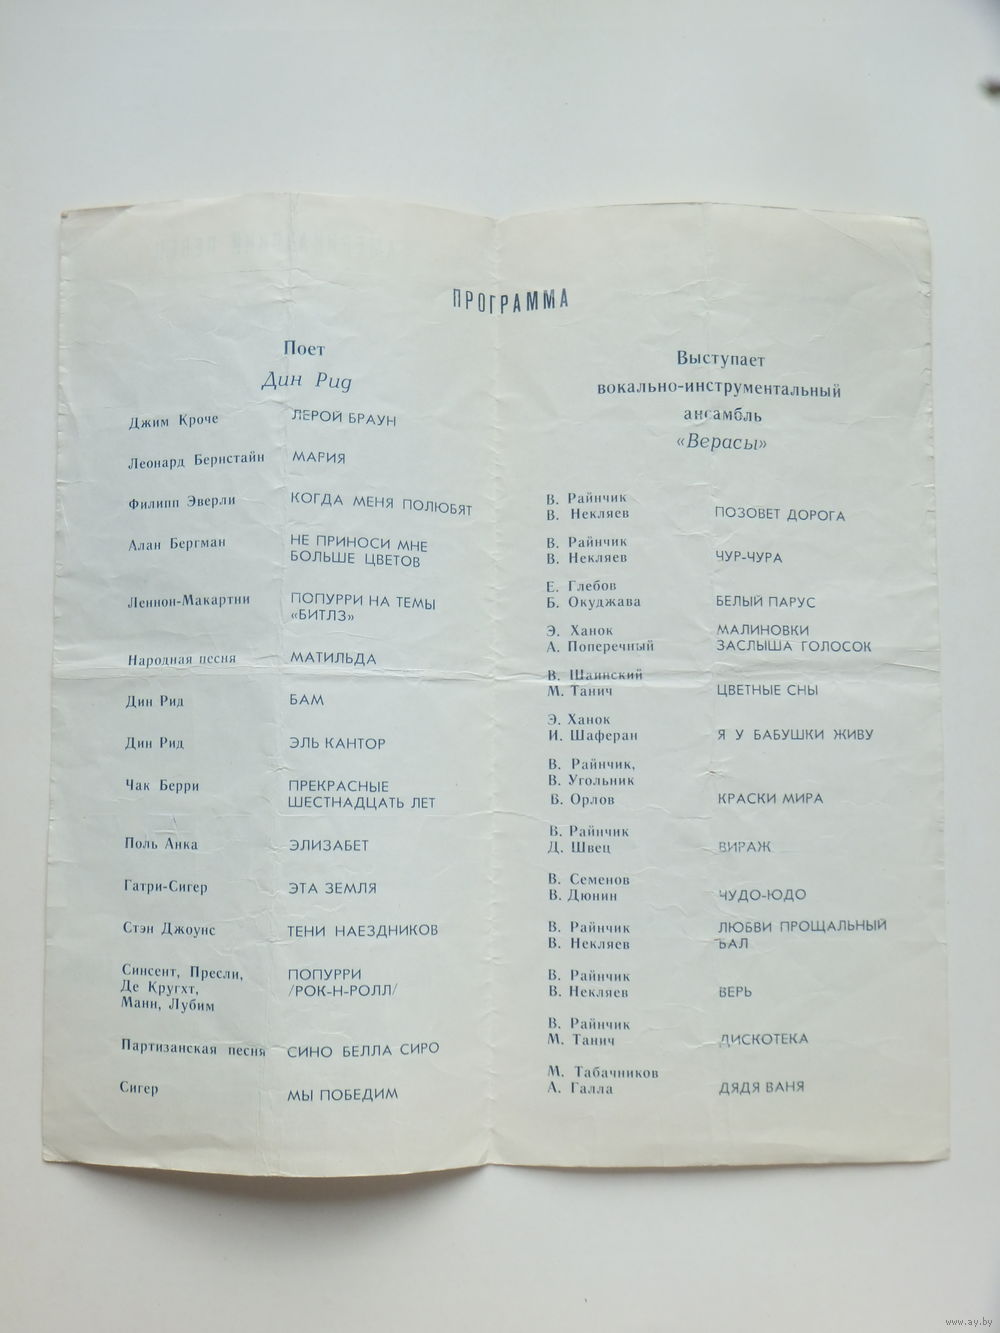 ПРОГРАММА
Поет
Дин Рид
Джим Кроче ЛЕРОЙ БРАУН
Леонард Бернстайн МАРИЯ
Филипп Эверли КОГДА МЕНЯ ПОЛЮБЯТ
Алан Бергман НЕ ПРИНОСИ МНЕ
БОЛЬШЕ ЦВЕТОВ
Леннон-Макартни ПОПУРРИ НА ТЕМЫ
«БИТЛЗ»
Народная песня МАТИЛЬДА
Дин Рид БАМ
Дин Рид ЭЛЬ КАНТОР
Чак Берри ПРЕКРАСНЫЕ
ШЕСТНАДЦАТЬ ЛЕТ
Поль Анка ЭЛИЗАБЕТ
Гатри-Сигер ЭТА ЗЕМЛЯ
Стэн Джоунс ТЕНИ НАЕЗДНИКОВ
Синсент, Пресли, ПОПУРРИ
Де Кругхт, /РОК-Н-РОЛЛ/
Манн, Лубим
Партизанская песня СИНО БЕЛЛА СИРО
Сигер МЫ ПОБЕДИМ
Выступает
вокально-инструментальный
ансамбль
«Верасы»
В. Райнчик
В. Некляев ПОЗОВЕТ ДОРОГА
В. Райнчик
В. Некляев ЧУР-ЧУРА
Е. Глебов
Б. Окуджава БЕЛЫЙ ПАРУС
Э. Ханок МАЛИНОВКИ
А. Поперечный ЗАСЛЫША ГОЛОСОК
В. Шаинский
М. Танич ЦВЕТНЫЕ СНЫ
Э. Ханок
И. Шаферан Я У БАБУШКИ ЖИВУ
В. Райнчик,
В. Угольник
В. Орлов КРАСКИ МИРА
В. Райнчик
Д. Швец ВИРАЖ
В. Семенов
В. Дюнин ЧУДО-ЮДО
В. Райнчик ЛЮБВИ ПРОЩАЛЬНЫЙ
В. Некляев БАЛ
В. Райнчик
В. Некляев ВЕРЬ
В. Райнчик
М. Танич ДИСКОТЕКА
М. Табачников
А. Галла ДЯДЯ ВАНЯ
www.ay.by